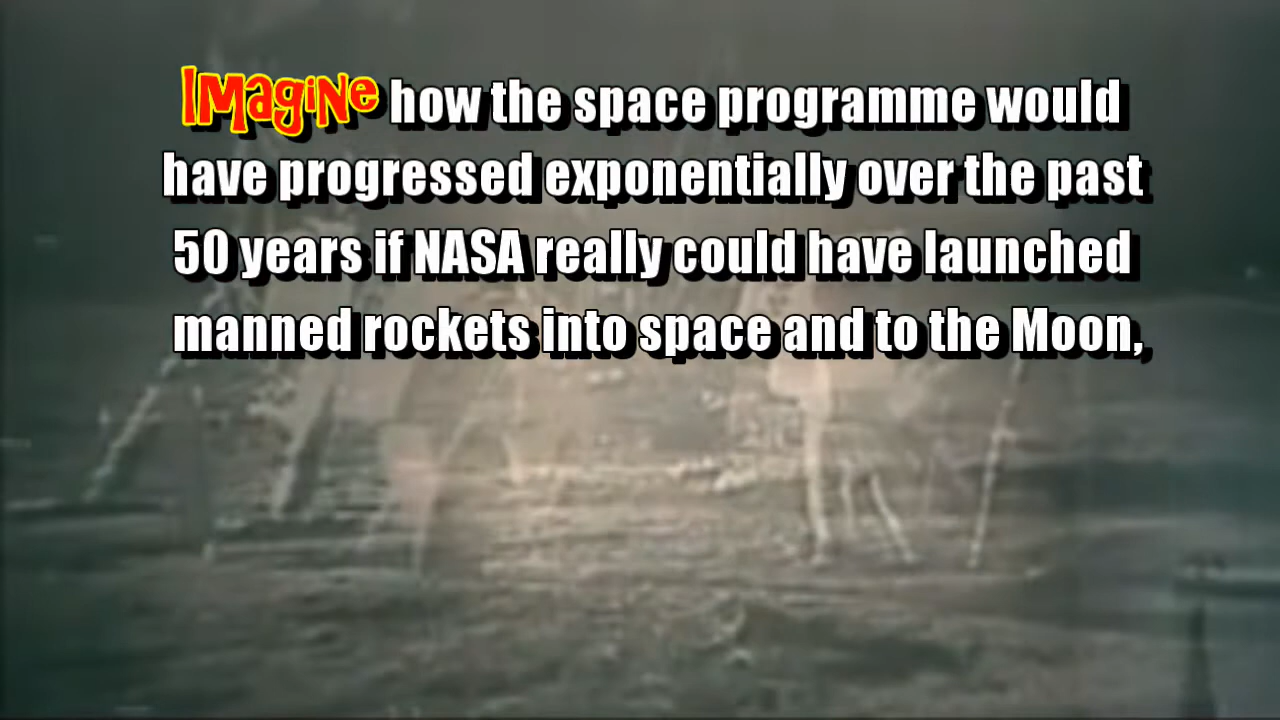 Imagine how the space programme would
have progressed exponentially over the past
50 years if NASA really could have launched
manned rockets into space and to the Moon,